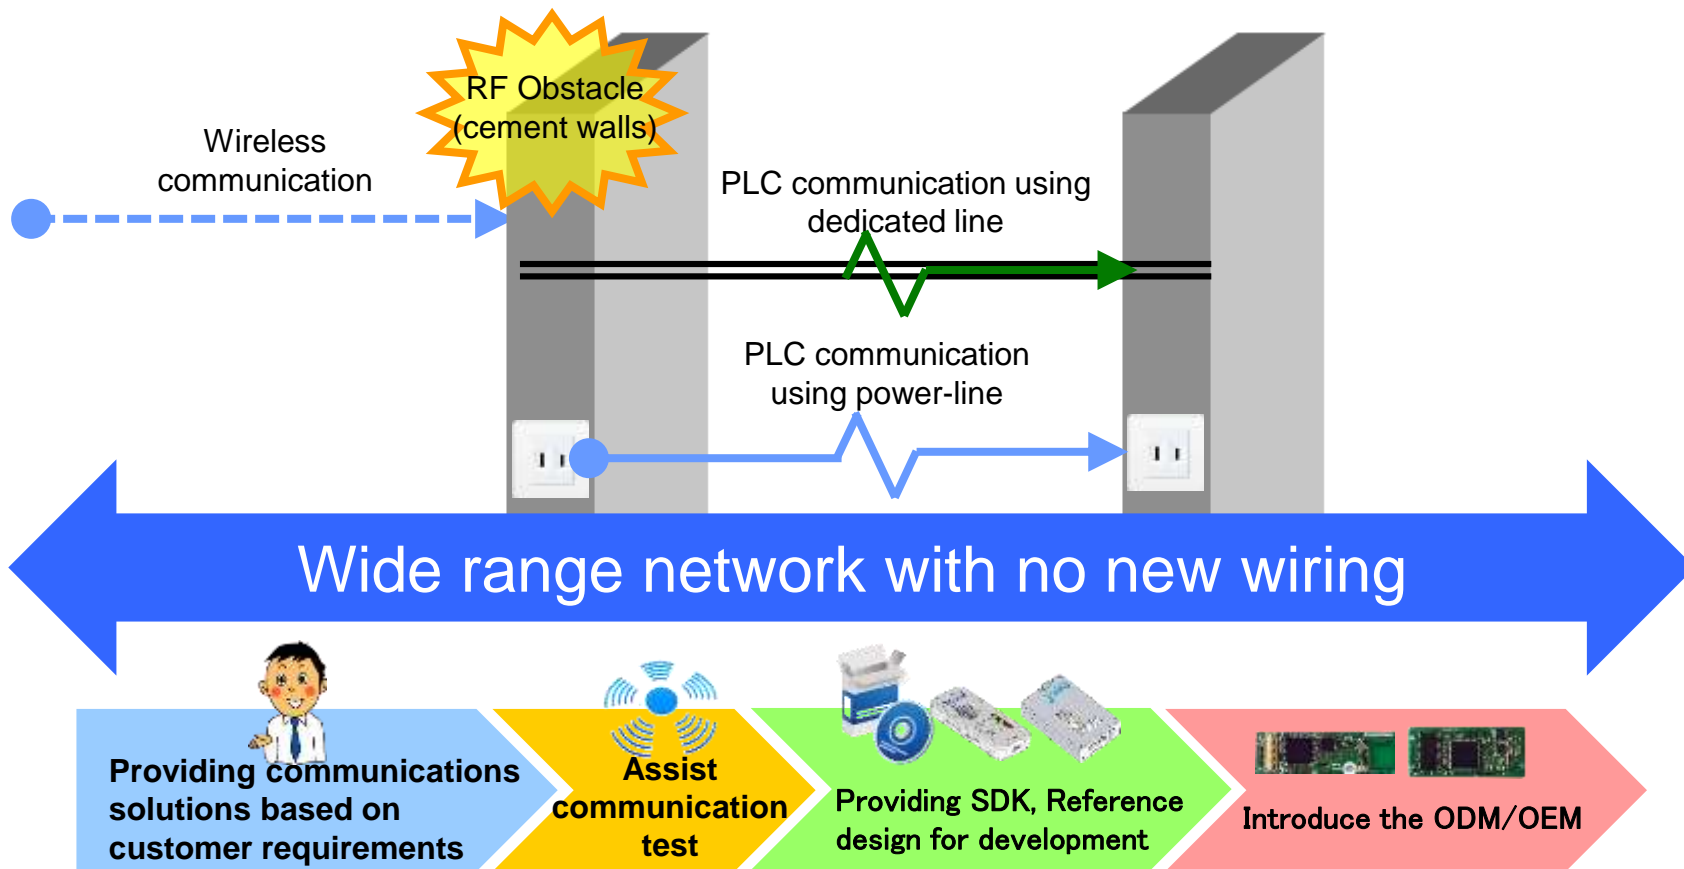 RF Obstacle
(cement walls)
Wireless
communication
PLC communication using
dedicated line
PLC communication
using power-line
Wide range network with no new wiring
Providing communications
solutions based on
customer requirements
Assist
communication
test
Providing SDK, Reference
design for development
Introduce the ODM/OEM